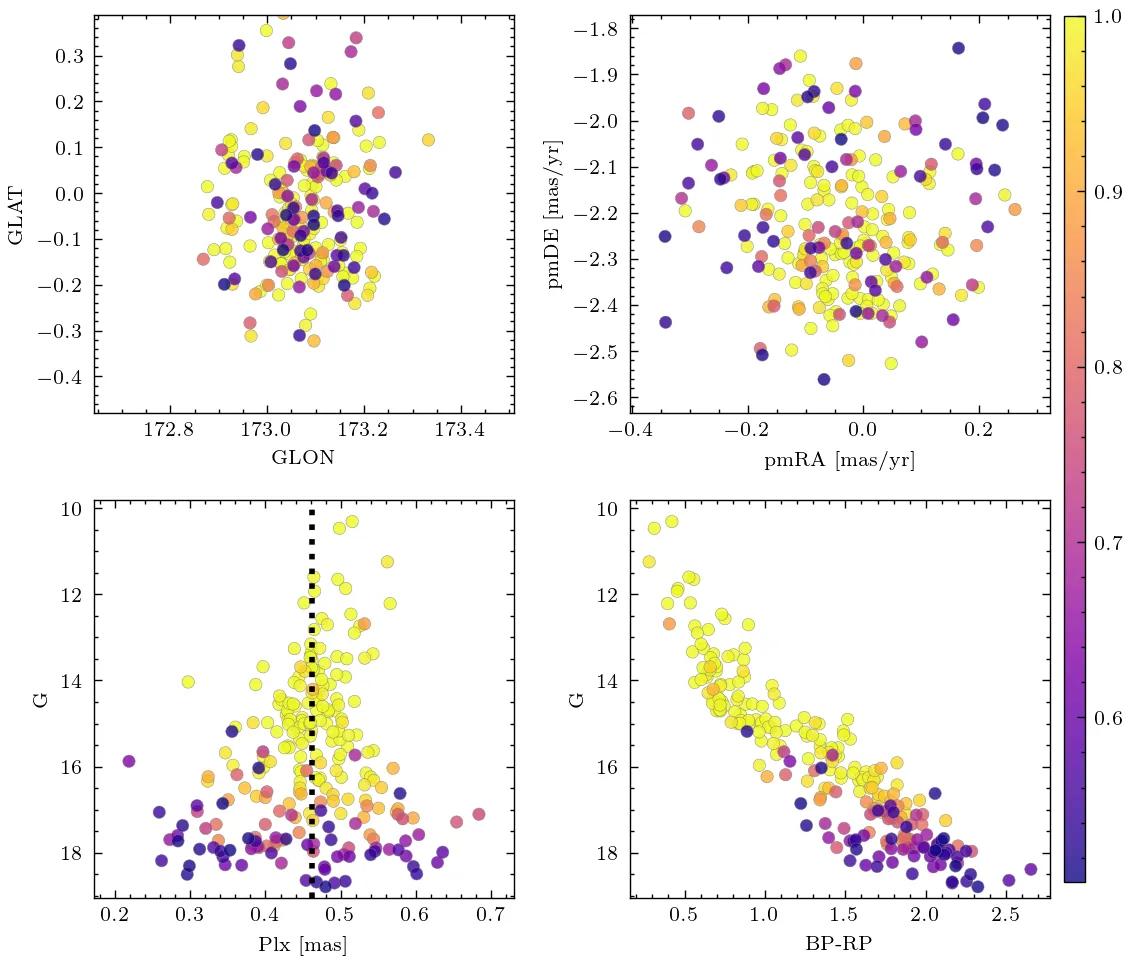 0.3
0.2
0.1
0.0
−0.1
−0.2
−0.3
−0.4
GLAT
172.8 173.0 173.2 173.4
GLON
−1.8
−1.9
−2.0
−2.1
−2.2
−2.3
−2.4
−2.5
−2.6
pmDE [mas/yr]
−0.4 −0.2 0.0 0.2
pmRA [mas/yr]
1.0
0.9
0.8
0.7
0.6
10
12
14
16
18
G
0.2 0.3 0.4 0.5 0.6 0.7
Plx [mas]
10
12
14
16
18
G
0.5 1.0 1.5 2.0 2.5
BP-RP